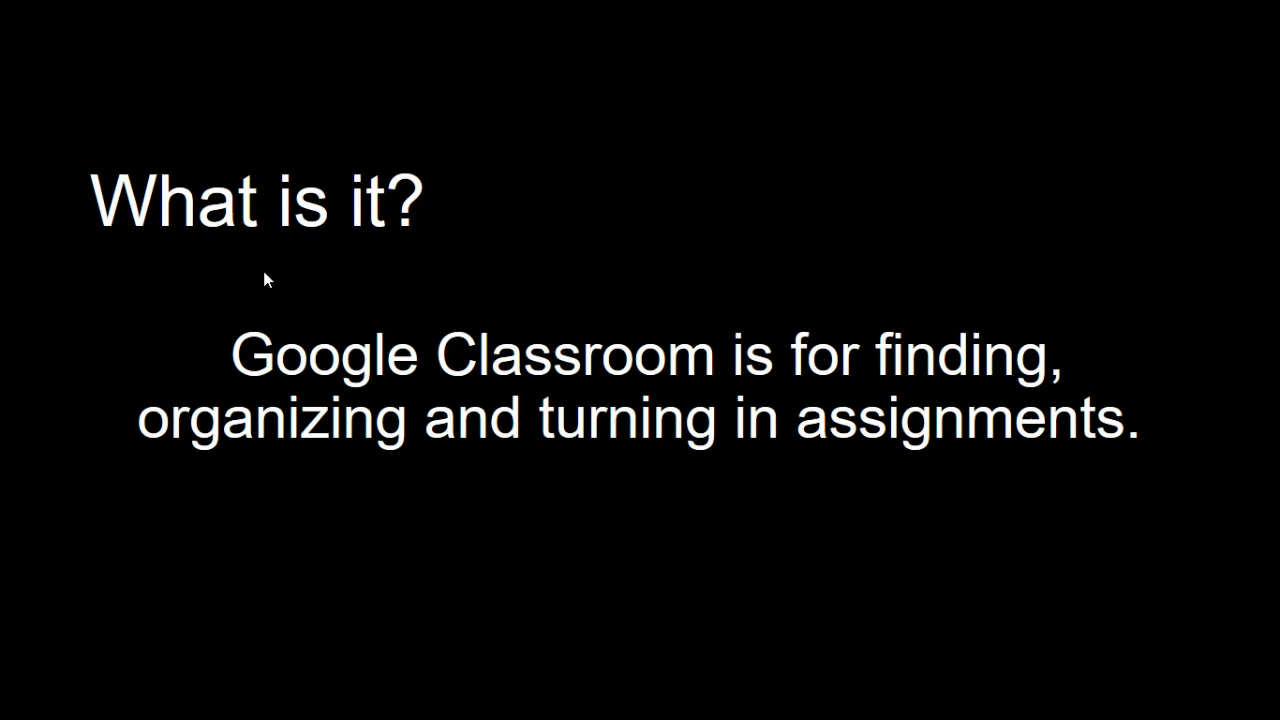 What is it?
Google Classroom is for finding,
organizing and turning in assignments.